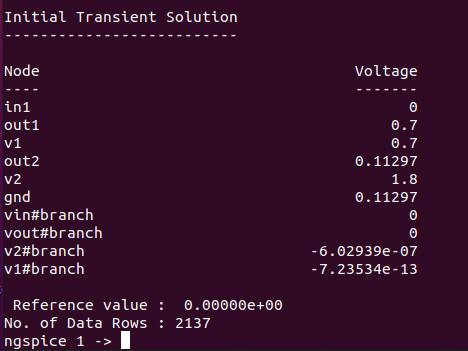 Initial Transient Solution
--------------------------
Node Voltage
---- -------
in1 0
out1 0.7
v1 0.7
out2 0.11297
v2 1.8
gnd 0.11297
vin#branch 0
vout#branch 0
v2#branch -6.02939e-07
v1#branch -7.23534e-13
Reference value : 0.00000e+00
No. of Data Rows : 2137
ngspice 1 ->